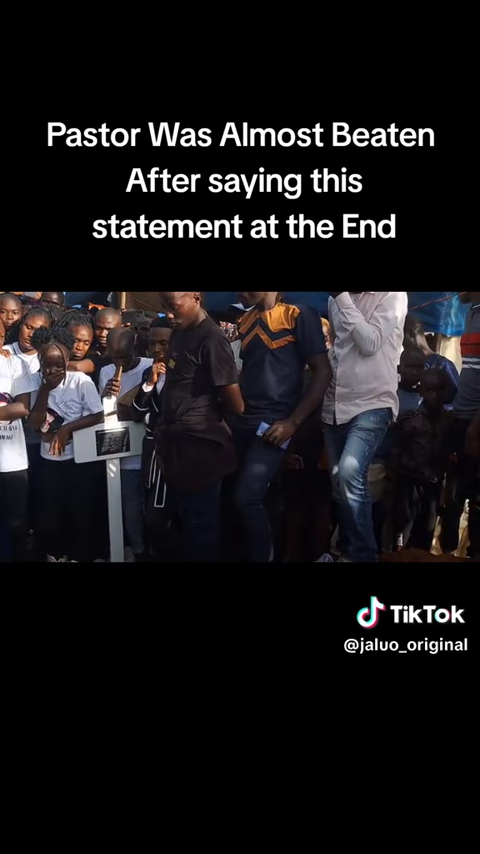 Pastor Was Almost Beaten
After saying this
statement at the End
TikTok
@jaluo_original